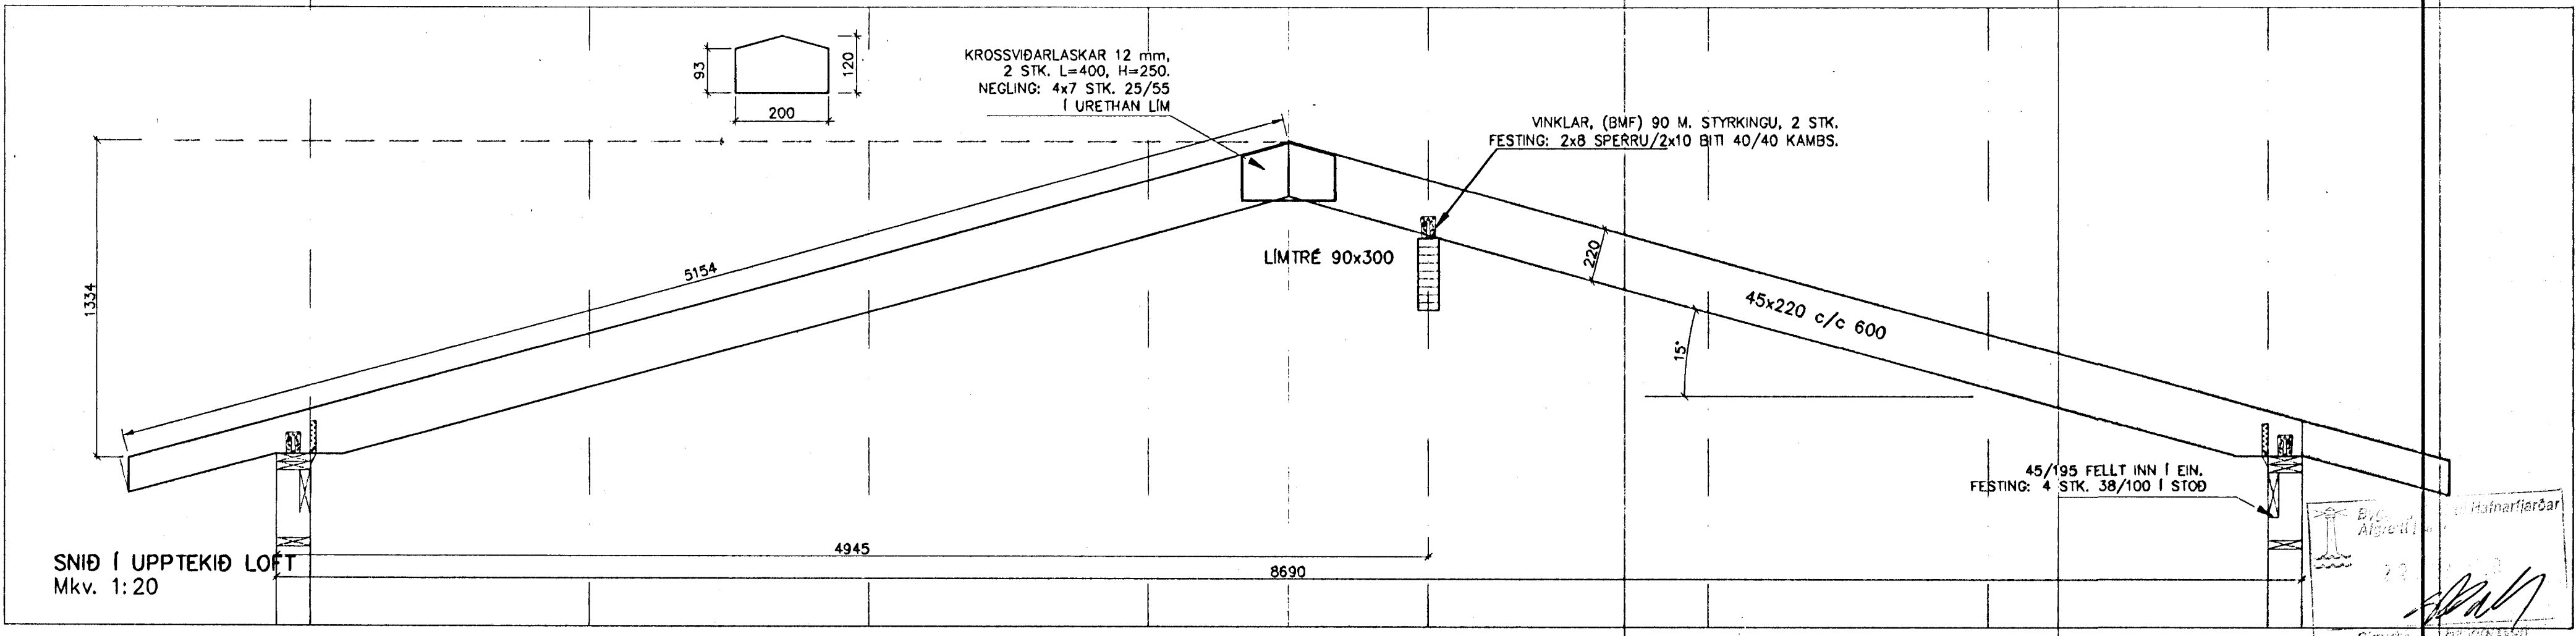 93
120
200
KROSSVIÐARLASKAR 12 mm,
2 STK. L=400, H=250.
NEGLING: 4x7 STK. 25/55
Í URETHAN LÍM
VINKLAR, (BMF) 90 M. STYRKINGU, 2 STK.
FESTING: 2x8 SPERRU/2x10 BITI 40/40 KAMBS.
1334
5154
LÍMTRÉ 90x300
220
45x220 c/c 600
15°
45/195 FELLT INN Í EIN.
FESTING: 4 STK. 38/100 Í STOÐ
4945
8690
SNIÐ Í UPPTEKIÐ LOFT
Mkv. 1:20
Hafnarfjarðar